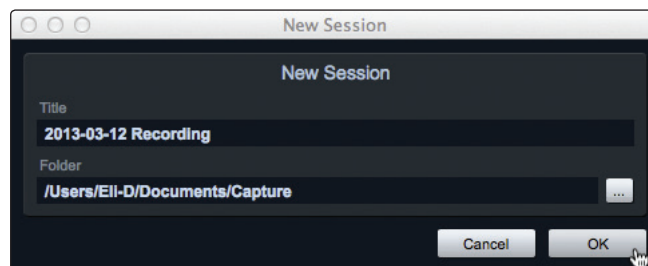 New Session
New Session
Title
2013-03-12 Recording
Folder
/Users/Eli-D/Documents/Capture
...
Cancel
OK